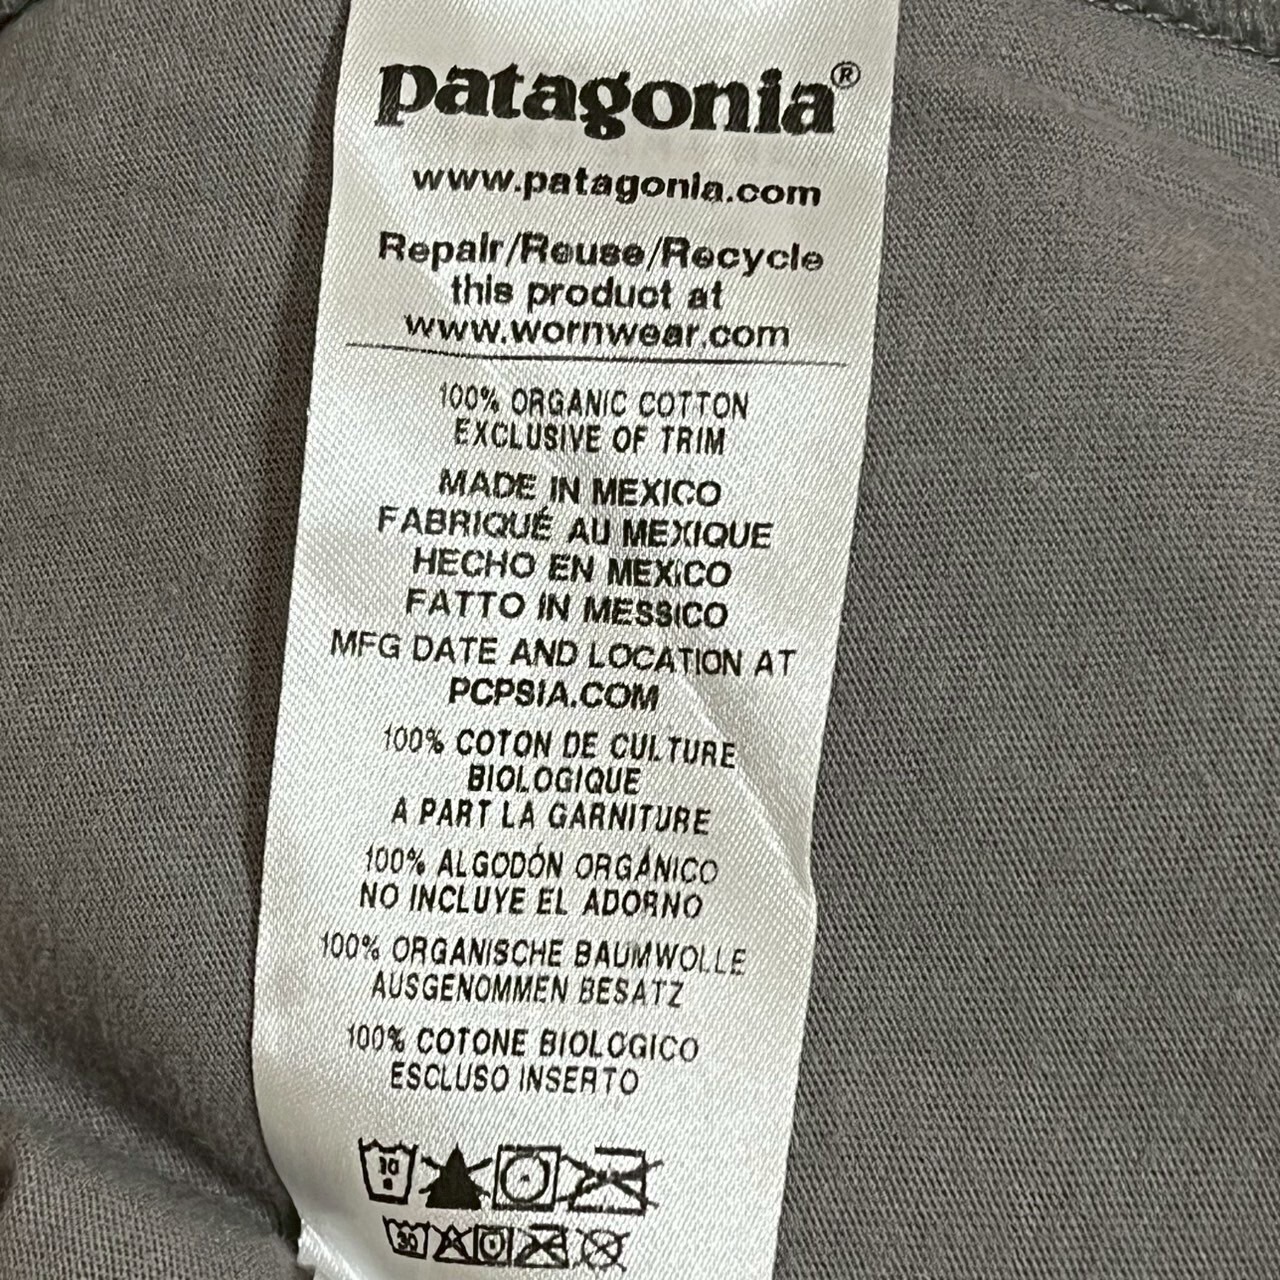 patagonia®
www.patagonia.com
Repair/Reuse/Recycle
this product at
www.wornwear.com
100% ORGANIC COTTON
EXCLUSIVE OF TRIM
MADE IN MEXICO
FABRIQUÉ AU MEXIQUE
HECHO EN MEXICO
FATTO IN MESSICO
MFG DATE AND LOCATION AT
PCPSIA.COM
100% COTON DE CULTURE
BIOLOGIQUE
A PART LA GARNITURE
100% ALGODÓN ORGÁNICO
NO INCLUYE EL ADORNO
100% ORGANISCHE BAUMWOLLE
AUSGENOMMEN BESATZ
100% COTONE BIOLOGICO
ESCLUSO INSERTO
30
30